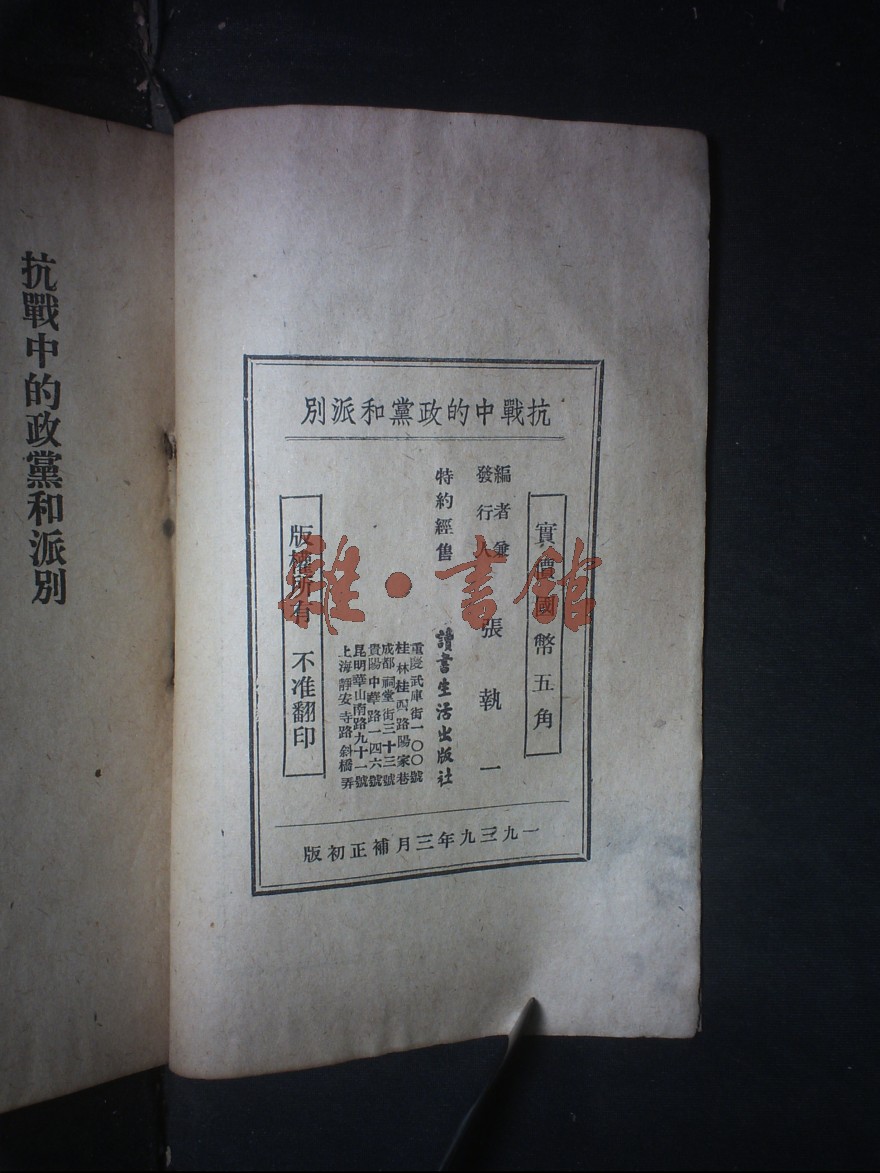 抗戰中的政黨和派別
抗戰中的政黨和派別
實價國幣五角
編者兼
發行人
張執一
特約經售
讀書生活出版社
重慶武庫街一〇〇號
桂林桂西路陽家巷
成都祠堂街三十三號
貴陽中華路一四六號
昆明華山南路九十一號
上海靜安寺路斜橋弄
版權所有 不准翻印
一九三九年三月補正初版
雜·書館